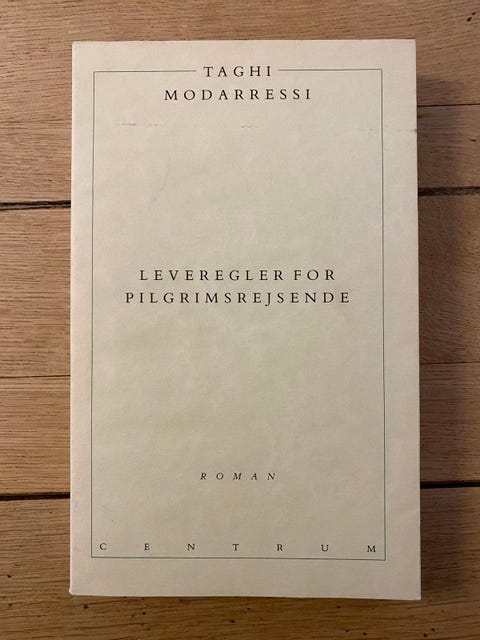 TAGHI
MODARRESSI
LEVEREGLER FOR
PILGRIMSREJSENDE
ROMAN
CENTRUM